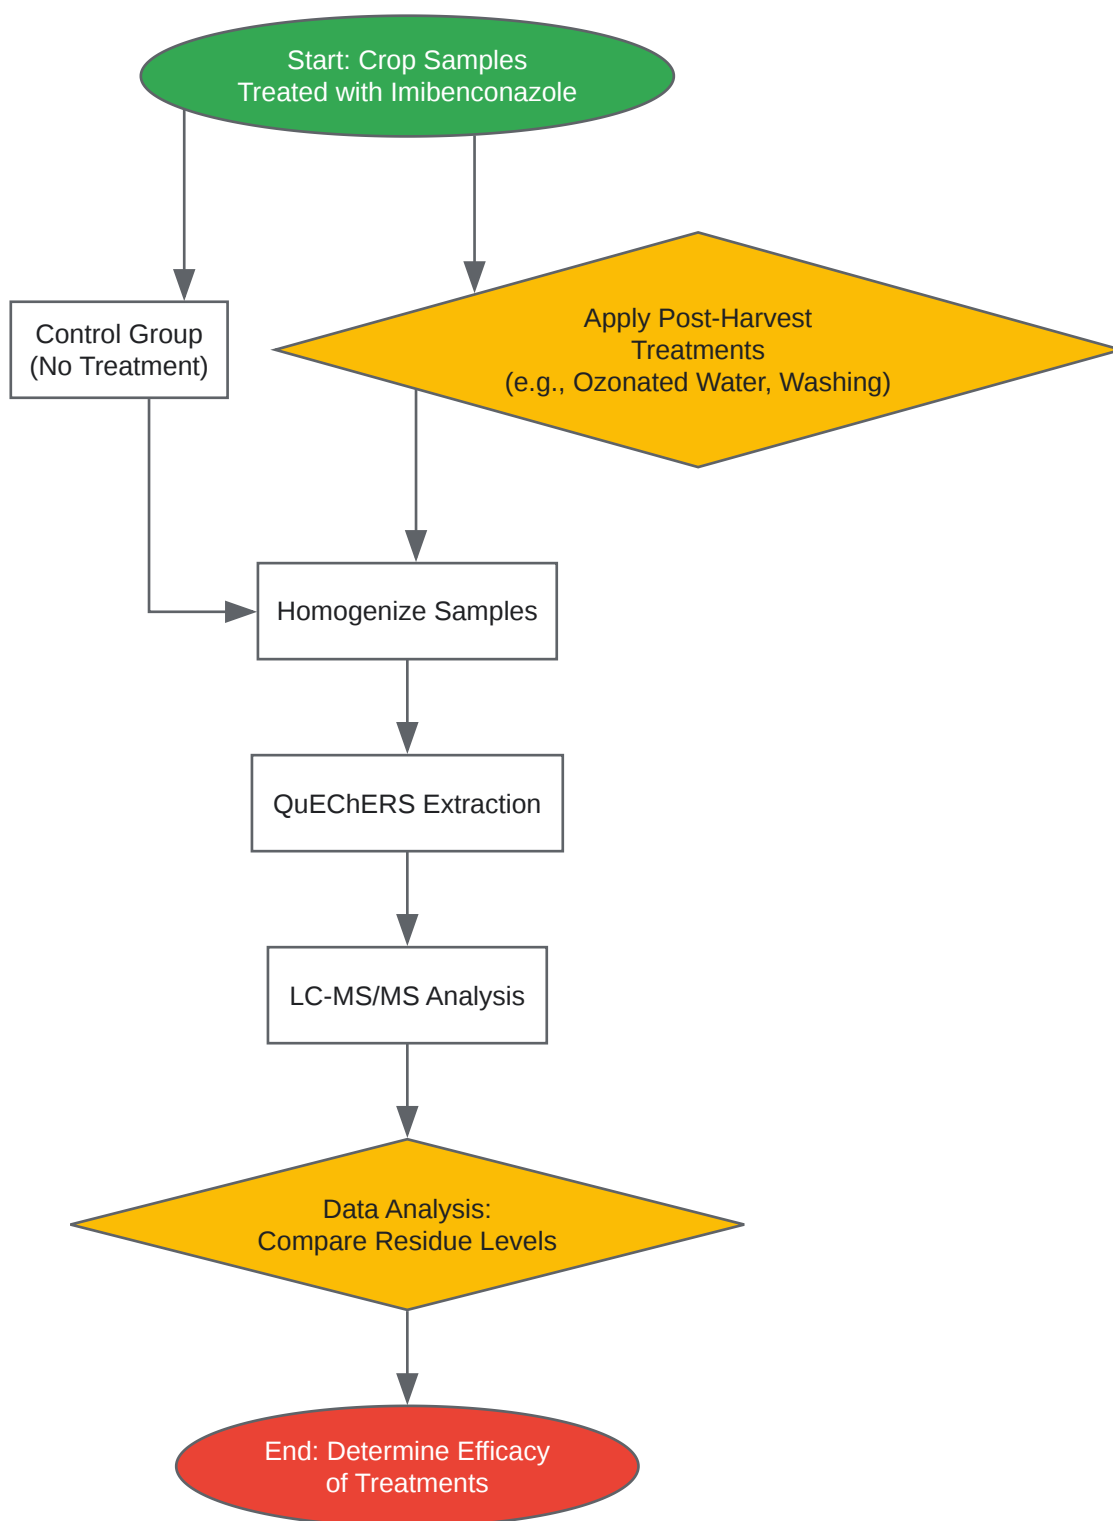 Start: Crop Samples
Treated with Imibenconazole
Control Group
(No Treatment)
Apply Post-Harvest
Treatments
(e.g., Ozonated Water, Washing)
Homogenize Samples
QuEChERS Extraction
LC-MS/MS Analysis
Data Analysis:
Compare Residue Levels
End: Determine Efficacy
of Treatments